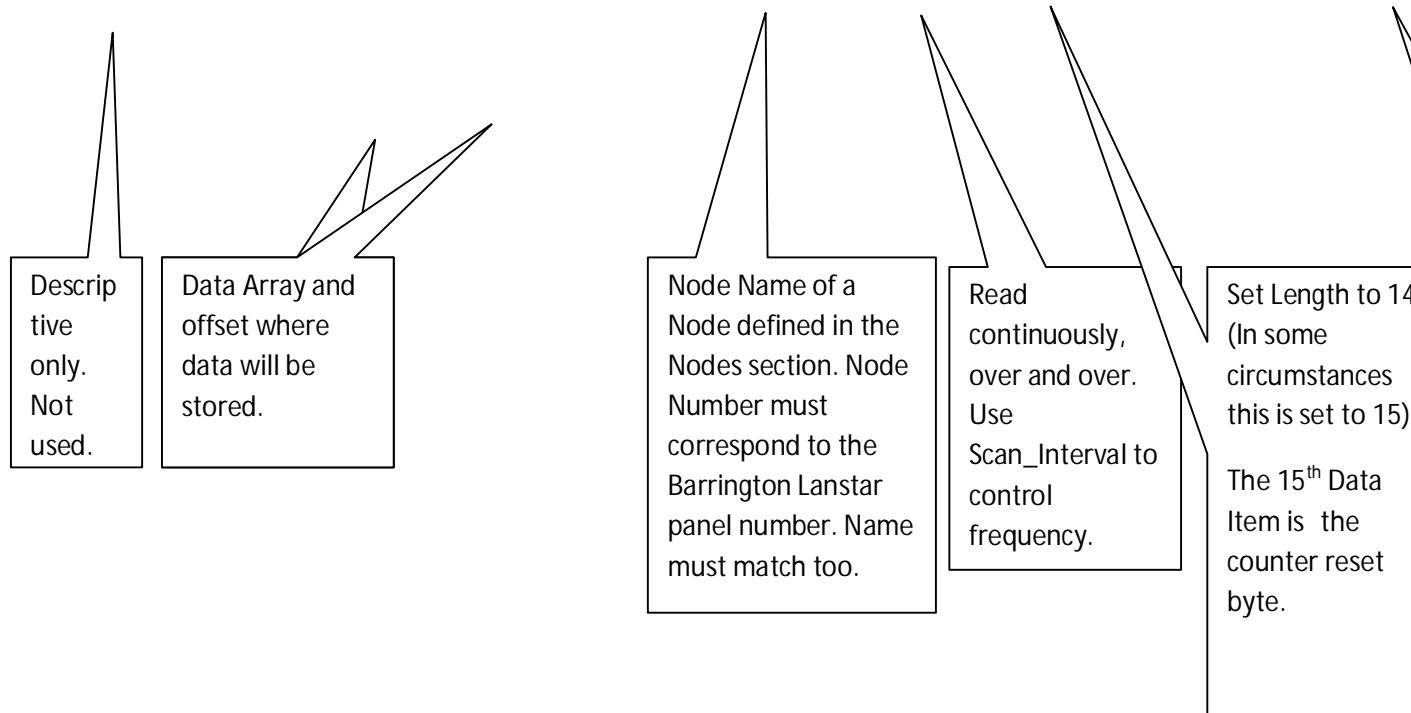 Descrip
tive
only.
Not
used.
Data Array and
offset where
data will be
stored.
Node Name of a
Node defined in the
Nodes section. Node
Number must
correspond to the
Barrington Lanstar
panel number. Name
must match too.
Read
continuously,
over and over.
Use
Scan_Interval to
control
frequency.
Set Length to 14
(In some
circumstances
this is set to 15)
The 15th Data
Item is the
counter reset
byte.